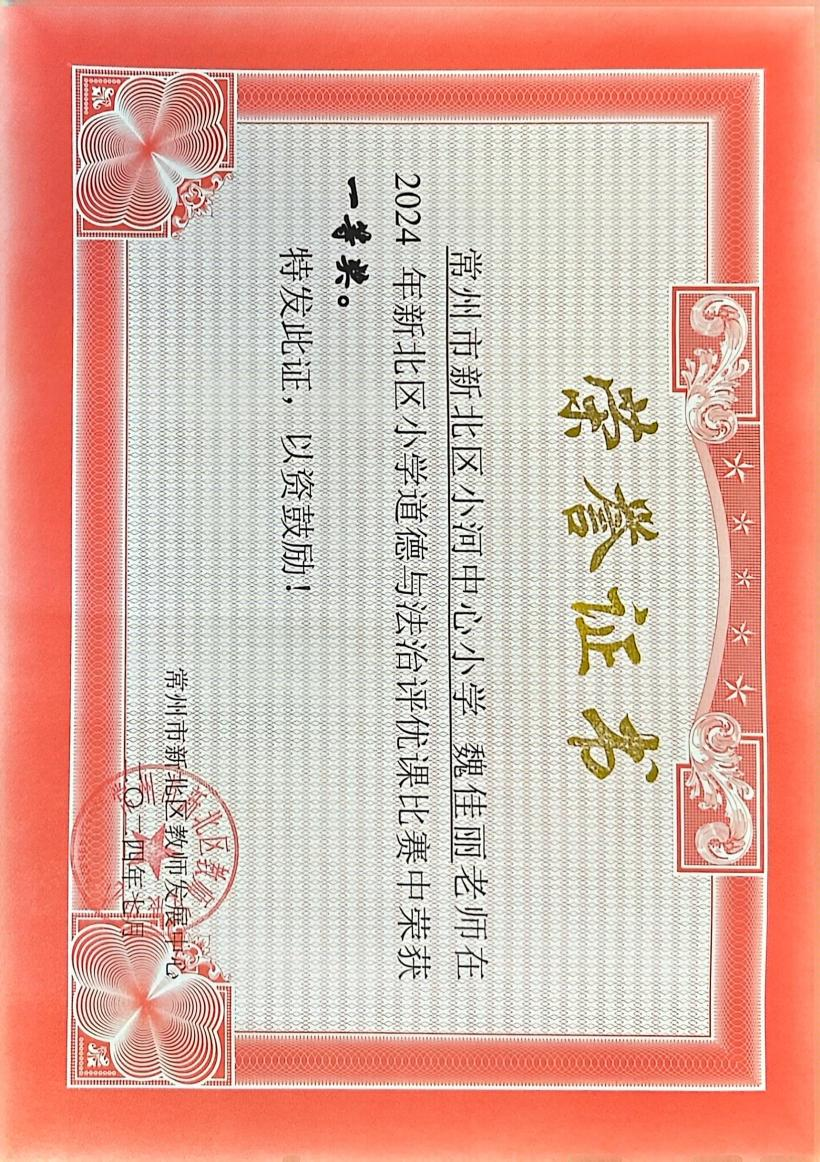 荣誉证书
常州市新北区小河中心小学 魏佳丽老师在
2024 年新北区小学道德与法治评优课比赛中荣获
一等奖。
特发此证，以资鼓励！
常州市新北区教师发展中心
二〇二四年七月